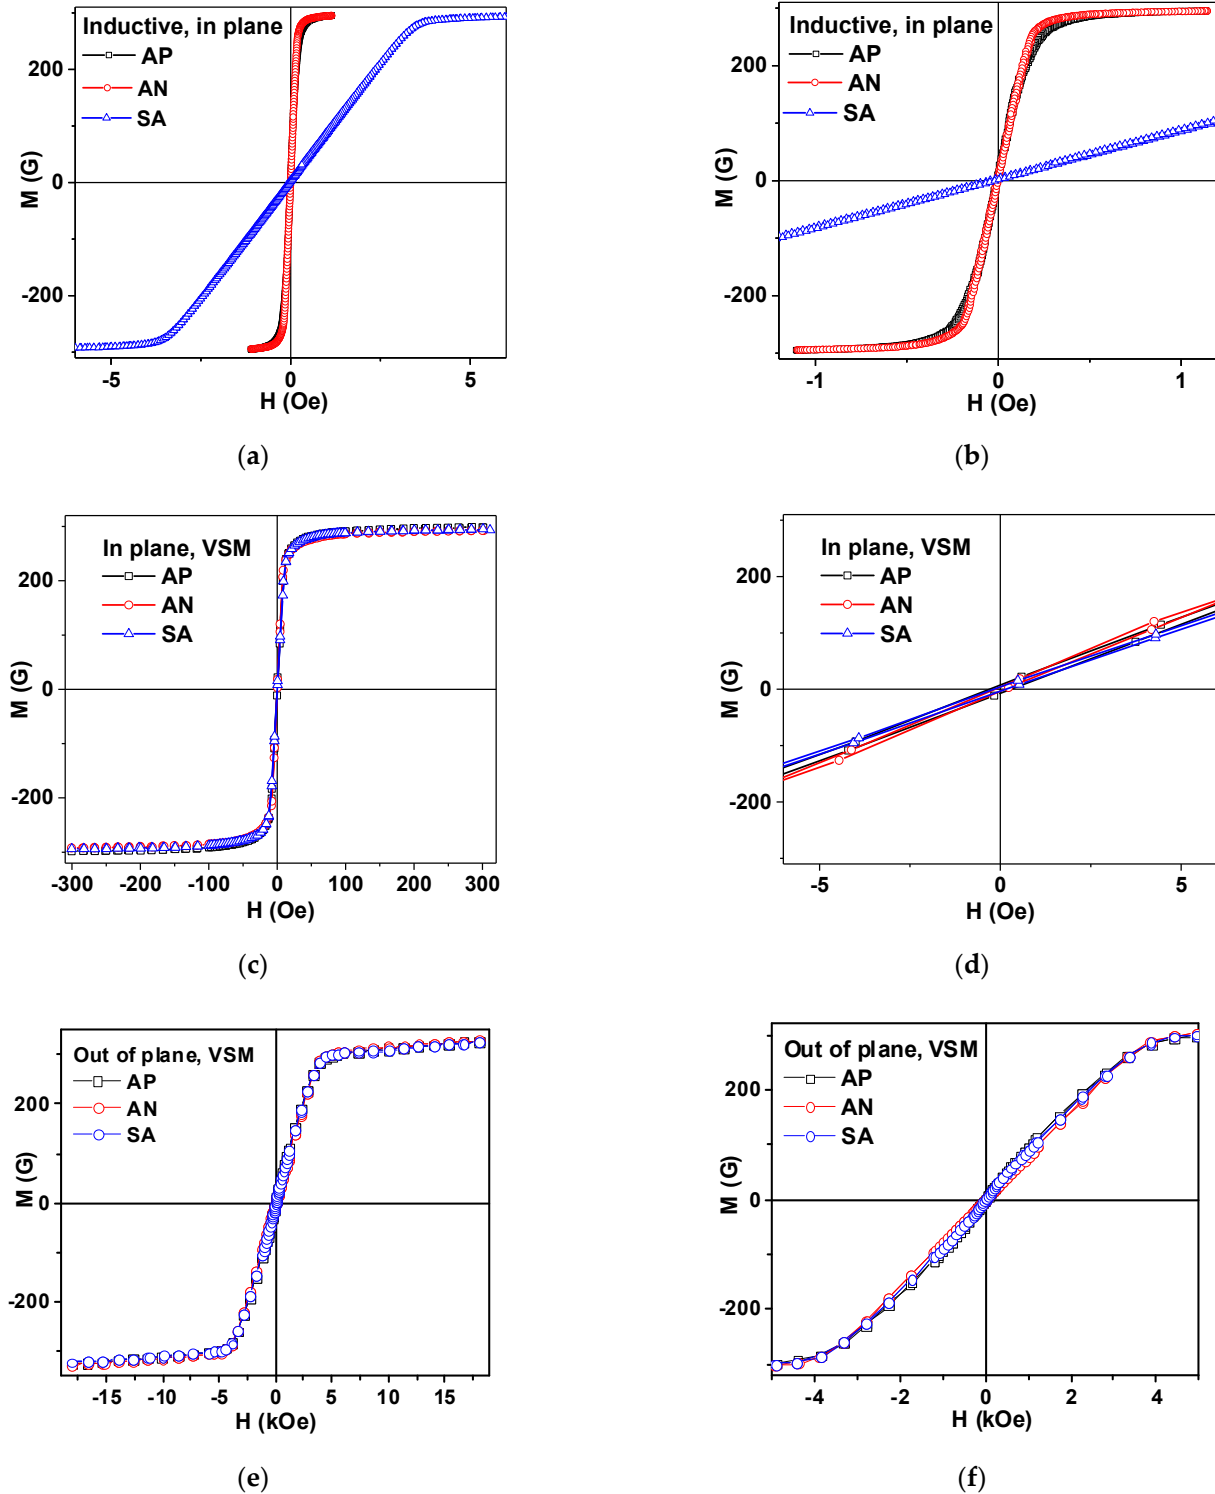 Inductive, in plane
AP
AN
SA
200
0
-200
M (G)
-5
0
5
H (Oe)
(a)
Inductive, in plane
AP
AN
SA
200
0
-200
M (G)
-1
0
1
H (Oe)
(b)
In plane, VSM
AP
AN
SA
200
0
-200
M (G)
-300 -200 -100 0 100 200 300
H (Oe)
(c)
In plane, VSM
AP
AN
SA
200
0
-200
M (G)
-5
0
5
H (Oe)
(d)
Out of plane, VSM
AP
AN
SA
200
0
-200
M (G)
-15 -10 -5 0 5 10 15
H (kOe)
(e)
Out of plane, VSM
AP
AN
SA
200
0
-200
M (G)
-4 -2 0 2 4
H (kOe)
(f)